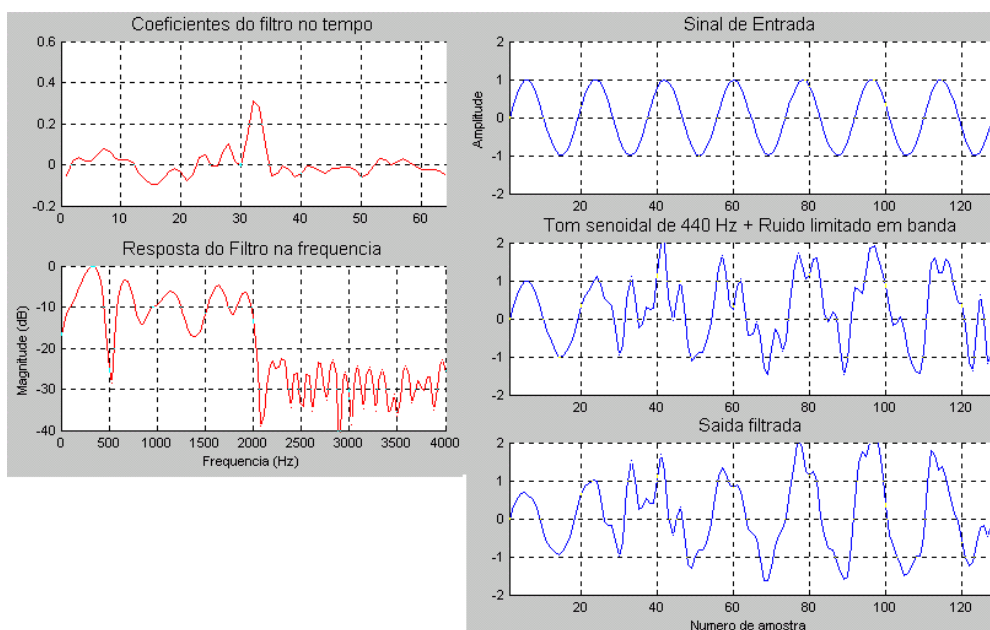 Coeficientes do filtro no tempo
0.6
0.4
0.2
0
-0.2
0 10 20 30 40 50 60
Resposta do Filtro na frequencia
Magnitude (dB)
0
-10
-20
-30
-40
0 500 1000 1500 2000 2500 3000 3500 4000
Frequencia (Hz)
Sinal de Entrada
Amplitude
2
1
0
-1
-2
20 40 60 80 100 120
Tom senoidal de 440 Hz + Ruido limitado em banda
2
1
0
-1
-2
20 40 60 80 100 120
Saida filtrada
2
1
0
-1
-2
20 40 60 80 100 120
Numero de amostra